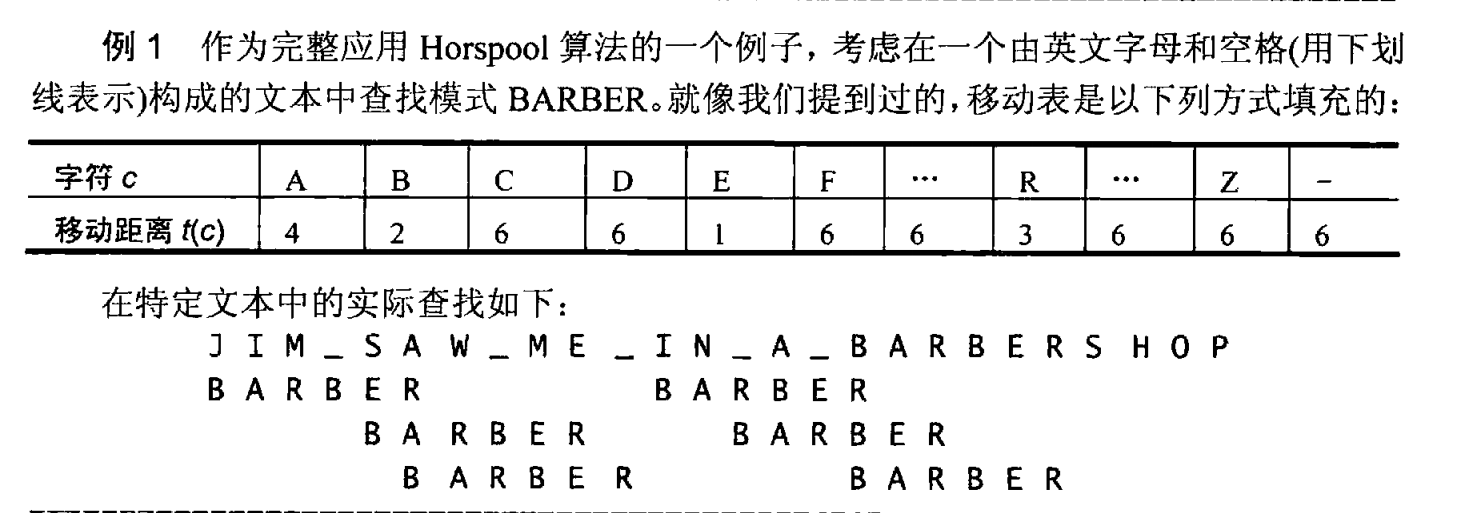 例 1 作为完整应用 Horspool 算法的一个例子，考虑在一个由英文字母和空格(用下划
线表示)构成的文本中查找模式 BARBER。就像我们提到过的，移动表是以下列方式填充的：
字符 c A B C D E F … R … Z _
移动距离 t(c) 4 2 6 6 1 6 6 3 6 6 6
在特定文本中的实际查找如下：
J I M _ S A W _ M E _ I N _ A _ B A R B E R S H O P
B A R B E R B A R B E R
B A R B E R B A R B E R
B A R B E R B A R B E R